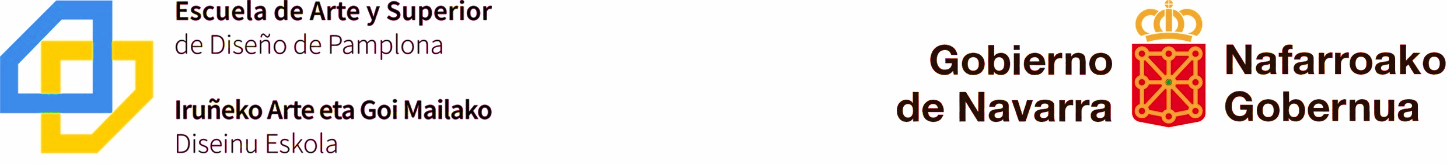 Escuela de Arte y Superior
de Diseño de Pamplona
Iruñeko Arte eta Goi Mailako
Diseinu Eskola
Gobierno
de Navarra
Nafarroako
Gobernua